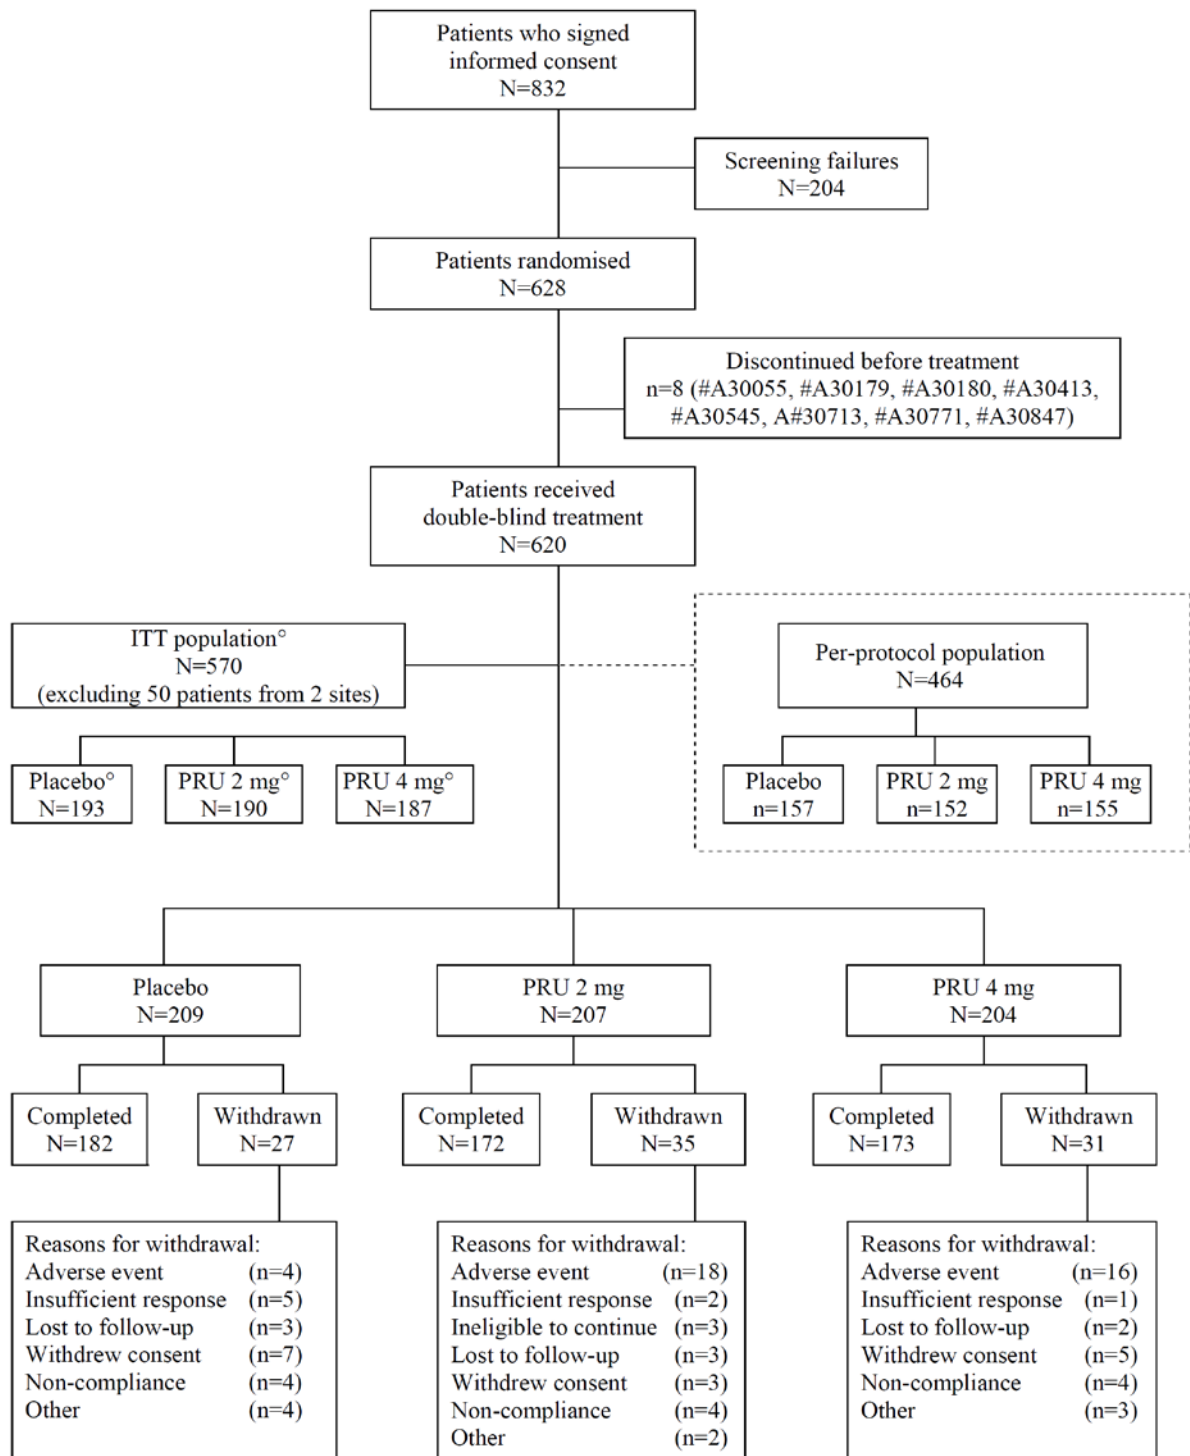 Patients who signed
informed consent
N=832
Screening failures
N=204
Patients randomised
N=628
Discontinued before treatment
n=8 (#A30055, #A30179, #A30180, #A30413,
#A30545, A#30713, #A30771, #A30847)
Patients received
double-blind treatment
N=620
ITT population°
N=570
(excluding 50 patients from 2 sites)
Placebo°
N=193
PRU 2 mg°
N=190
PRU 4 mg°
N=187
Per-protocol population
N=464
Placebo
n=157
PRU 2 mg
n=152
PRU 4 mg
n=155
Placebo
N=209
Completed
N=182
Withdrawn
N=27
Reasons for withdrawal:
Adverse event (n=4)
Insufficient response (n=5)
Lost to follow-up (n=3)
Withdrew consent (n=7)
Non-compliance (n=4)
Other (n=4)
PRU 2 mg
N=207
Completed
N=172
Withdrawn
N=35
Reasons for withdrawal:
Adverse event (n=18)
Insufficient response (n=2)
Ineligible to continue (n=3)
Lost to follow-up (n=3)
Withdrew consent (n=3)
Non-compliance (n=4)
Other (n=2)
PRU 4 mg
N=204
Completed
N=173
Withdrawn
N=31
Reasons for withdrawal:
Adverse event (n=16)
Insufficient response (n=1)
Lost to follow-up (n=2)
Withdrew consent (n=5)
Non-compliance (n=4)
Other (n=3)